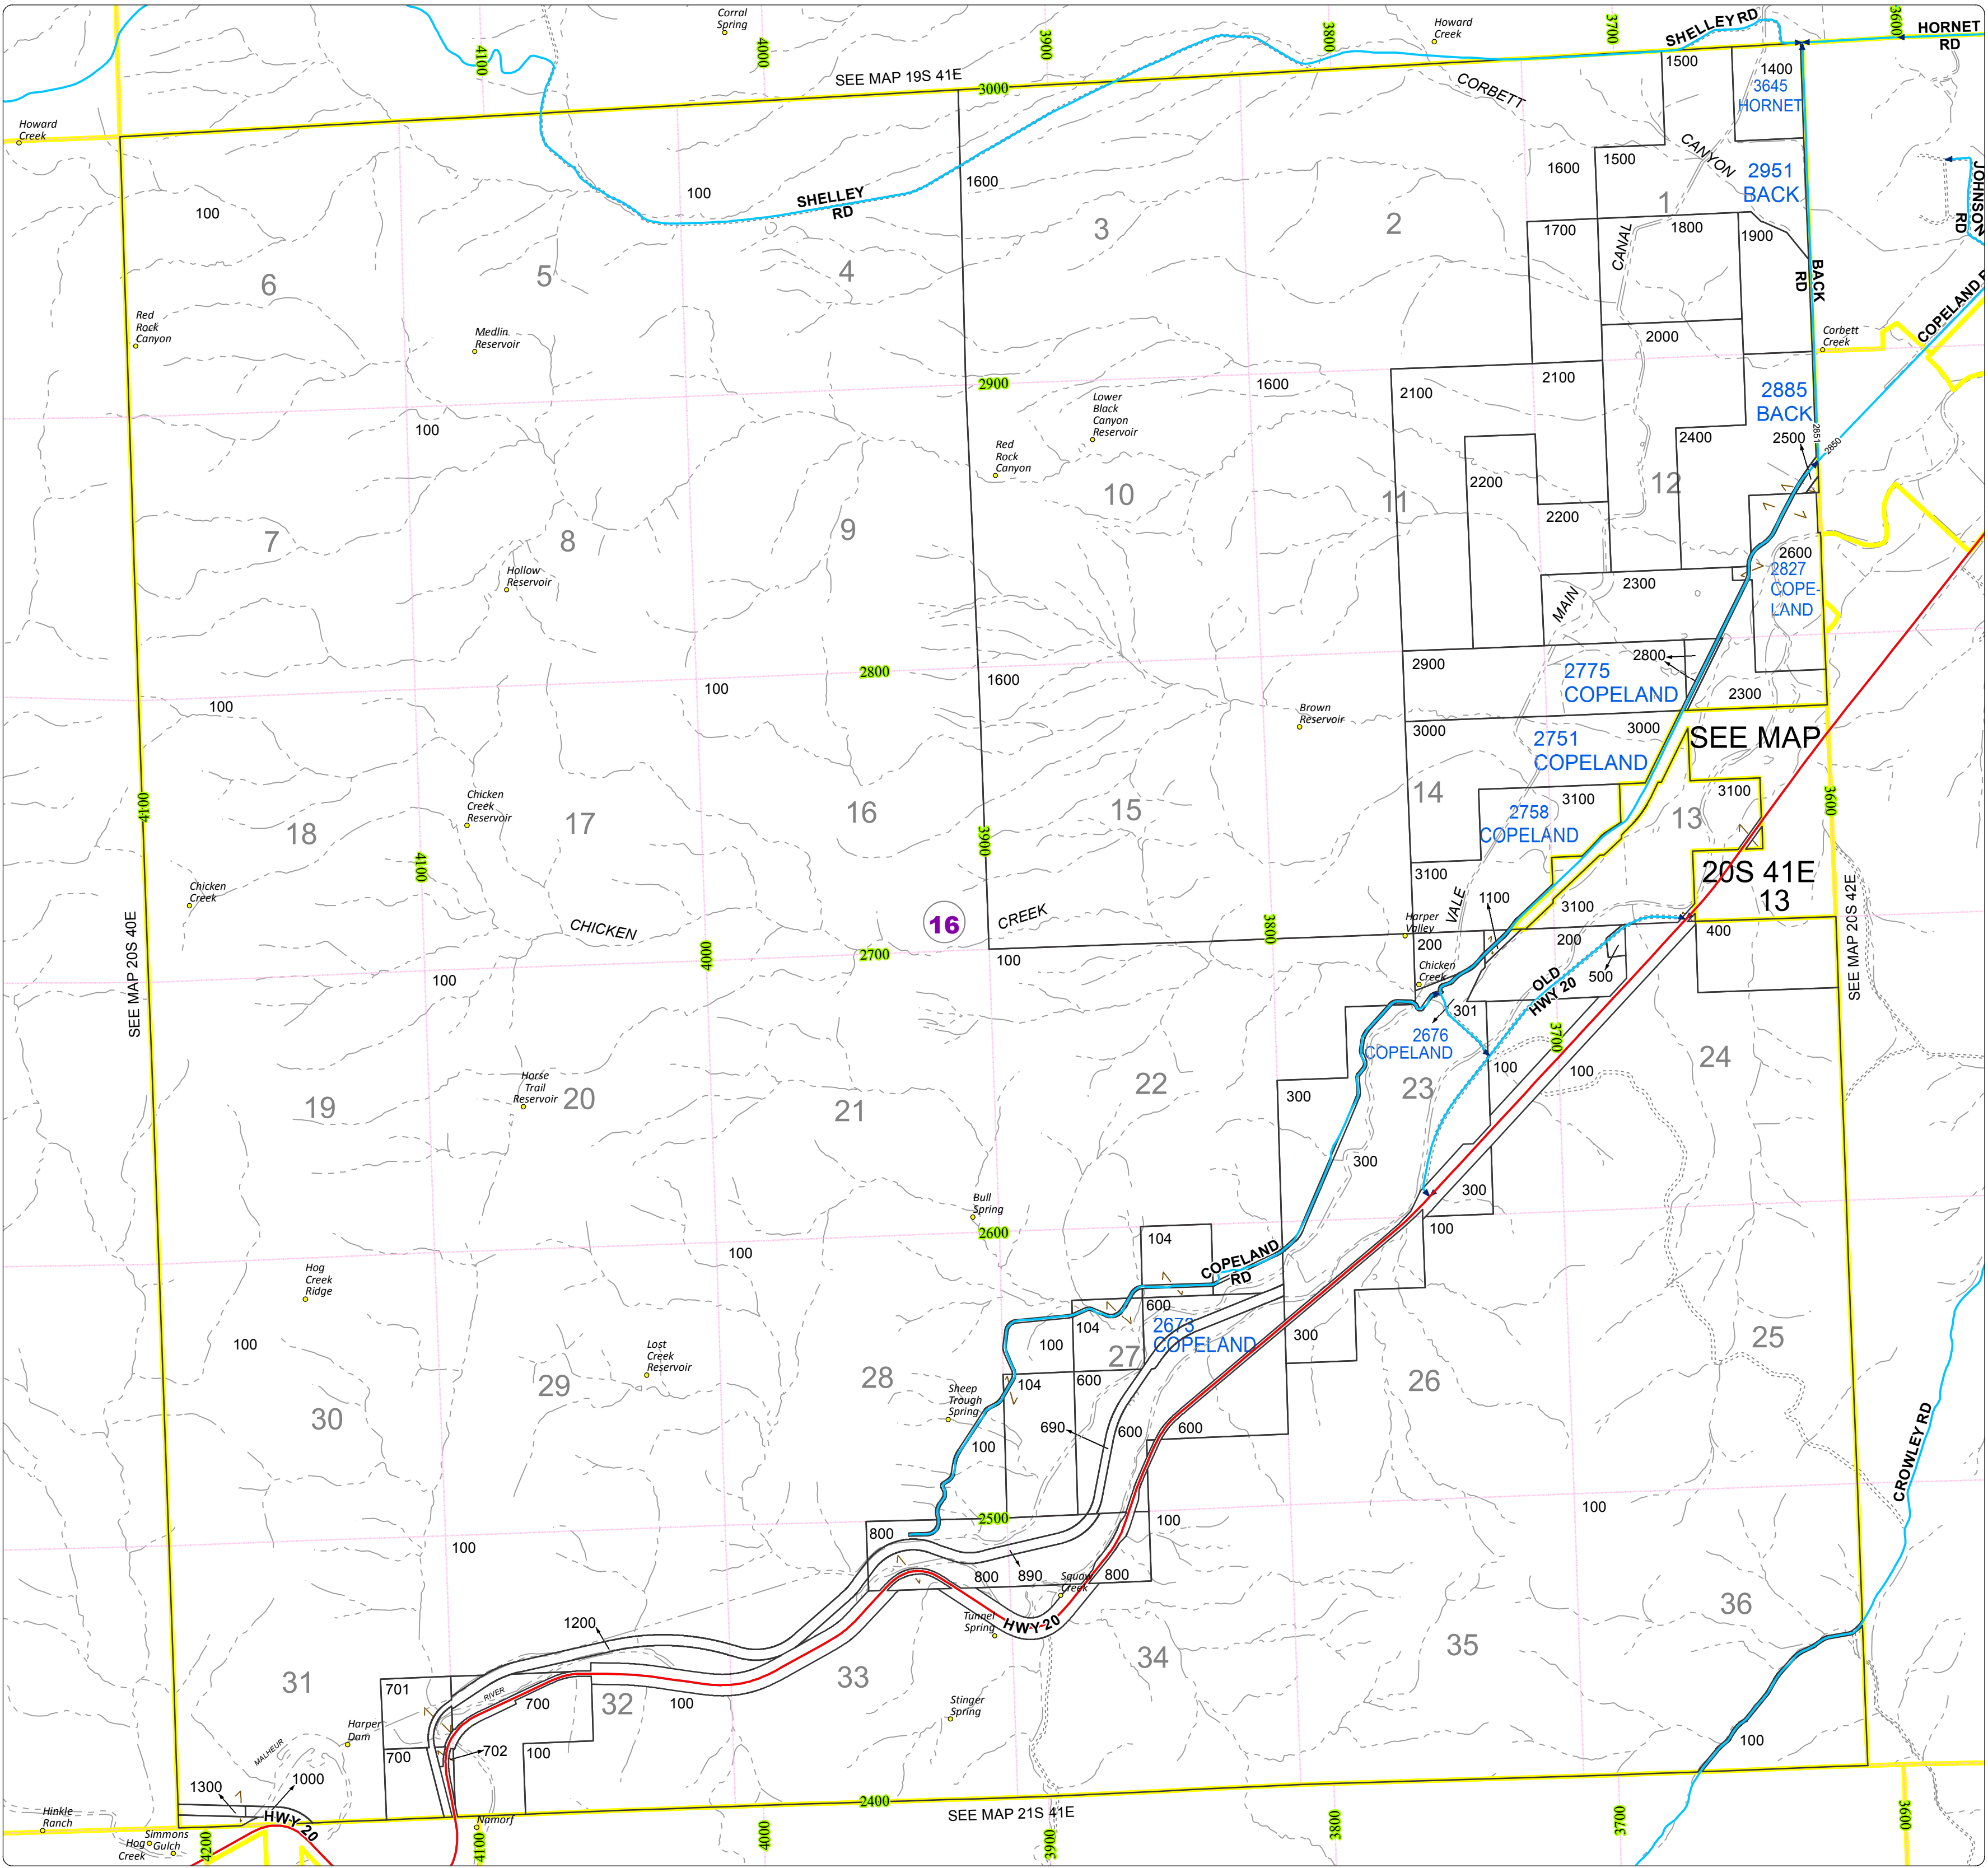 Corral
Spring
Howard
Creek
SHELLEY RD
HORNET
RD
4100
4000
3900
3800
3700
3600
SEE MAP 19S 41E
3000
CORBETT
1500
1400
3645
HORNET
Howard
Creek
CANYON
JOHNSON
RD
100
100
SHELLEY
RD
1600
1600
1500
2951
BACK
1
3
2
1700
CANAL
1800
1900
BACK
RD
COPELAND R
6
5
4
Red
Rock
Canyon
Medlin
Reservoir
2000
Corbett
Creek
2900
1600
2100
2100
2885
BACK
Lower
Black
Canyon
Reservoir
100
Red
Rock
Canyon
2400
2500
2851
2850
10
11
2200
12
7
8
9
2200
2600
2827
COPE-
LAND
Hollow
Reservoir
2300
MAIN
2800
1600
2900
2800
2775
COPELAND
2300
100
100
Brown
Reservoir
3000
3000
2751
COPELAND
SEE MAP
4100
Chicken
Creek
Reservoir
18
17
16
15
14
3100
3100
2758
COPELAND
13
3600
3900
4100
3100
20S 41E
13
Chicken
Creek
SEE MAP 20S 40E
CHICKEN
16
CREEK
VALE
1100
3100
SEE MAP 20S 42E
Harper
Valley
3800
4000
2700
100
200
200
400
100
Chicken
Creek
OLD
HWY 20
500
301
2676
COPELAND
3700
100
100
24
19
Horse
Trail
Reservoir
20
21
22
23
300
300
300
Bull
Spring
100
2600
104
100
COPELAND
RD
Hog
Creek
Ridge
600
2673
COPELAND
104
100
300
25
100
Lost
Creek
Reservoir
27
26
29
28
104
600
30
Sheep
Trough
Spring
690
600
600
100
CROWLEY RD
100
2500
100
800
100
800
890
800
Squaw
Creek
36
1200
Tunnel
Spring
HWY 20
35
34
33
31
701
RIVER
700
32
100
Stinger
Spring
Harper
Dam
MALHEUR
700
702
100
100
1300
1000
2400
SEE MAP 21S 41E
Hinkle
Ranch
Simmons
Gulch
Hog
Creek
HWY 20
Namorf
4200
4100
4000
3900
3800
3700
3600